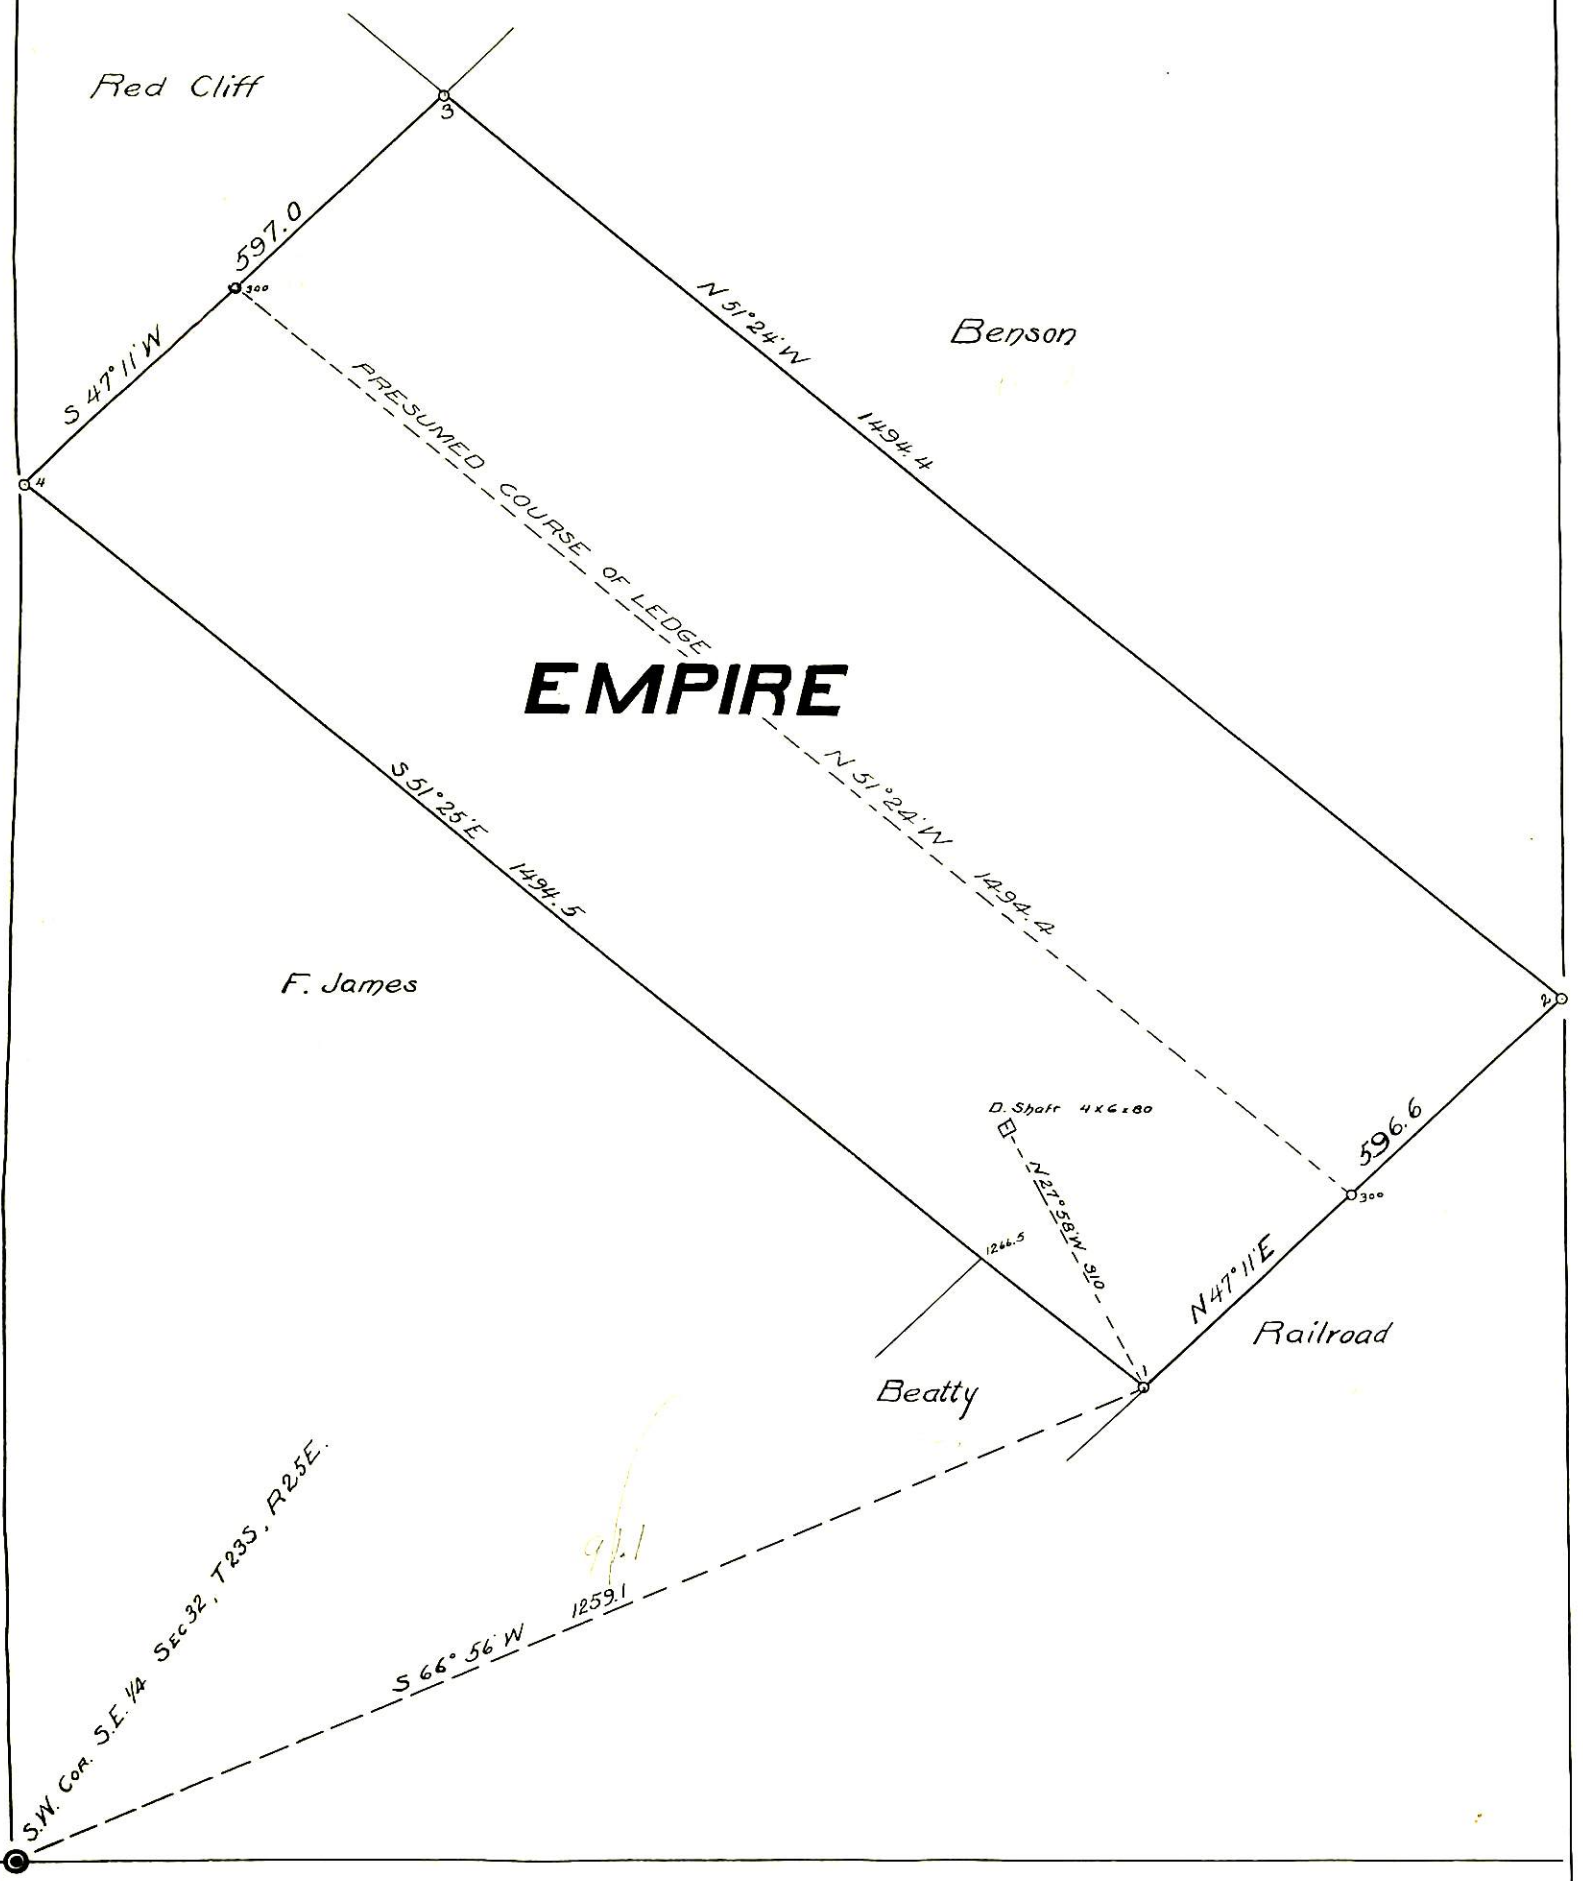 Red Cliff
3
597.0
300
S 47°11'W
4
N 51°24'W
1494.4
Benson
PRESUMED COURSE OF LEDGE
EMPIRE
N 51°24'W 1494.4
S 51°25'E
1494.5
F. James
2
D. Shaft 4x6x80
596.6
300
N 27°58'W 310
1266.5
N 47°11'E
Railroad
1
Beatty
S.W. COR. S.E. 1/4 SEC 32, T23S, R25E.
91.1
S 66° 56' W 1259.1